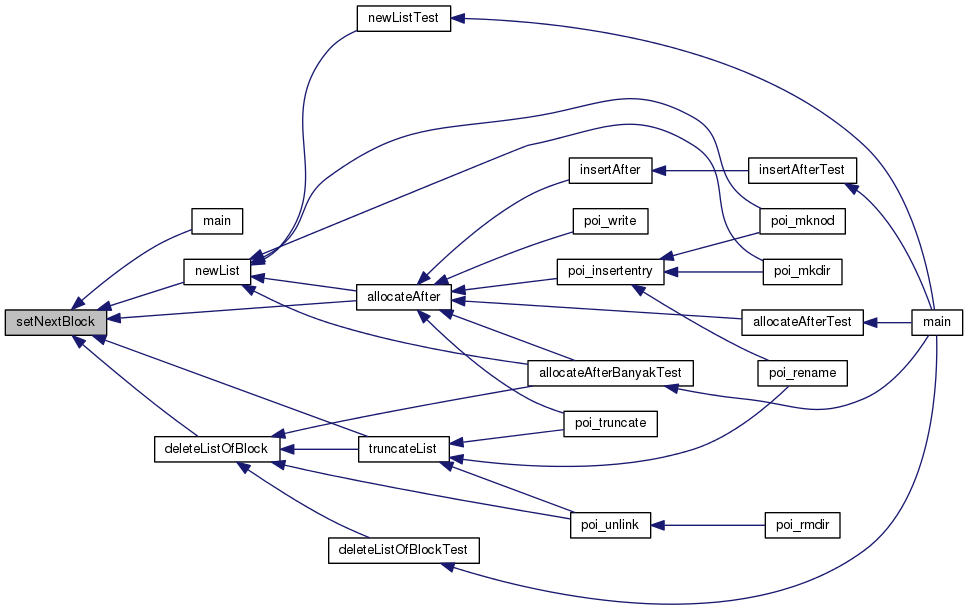 newListTest
insertAfter
insertAfterTest
main
poi_write
poi_mknod
newList
poi_insertentry
poi_mkdir
allocateAfter
setNextBlock
allocateAfterTest
main
allocateAfterBanyakTest
poi_rename
poi_truncate
deleteListOfBlock
truncateList
poi_unlink
poi_rmdir
deleteListOfBlockTest